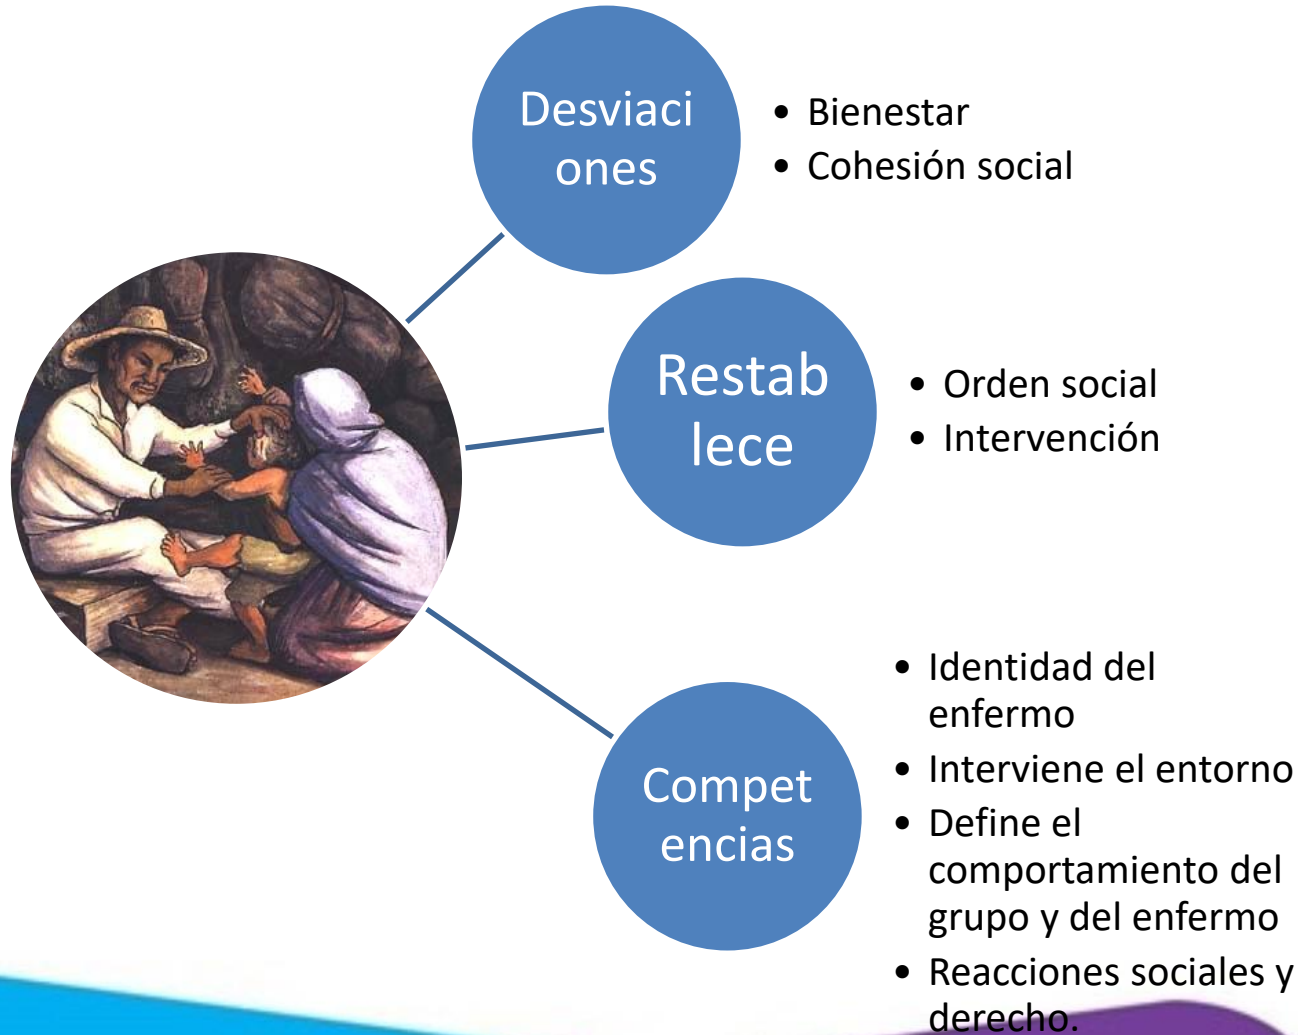 Desviaci
ones
• Bienestar
• Cohesión social
Restab
lece
• Orden social
• Intervención
Compet
encias
• Identidad del
enfermo
• Interviene el entorno
• Define el
comportamiento del
grupo y del enfermo
• Reacciones sociales y
derecho.